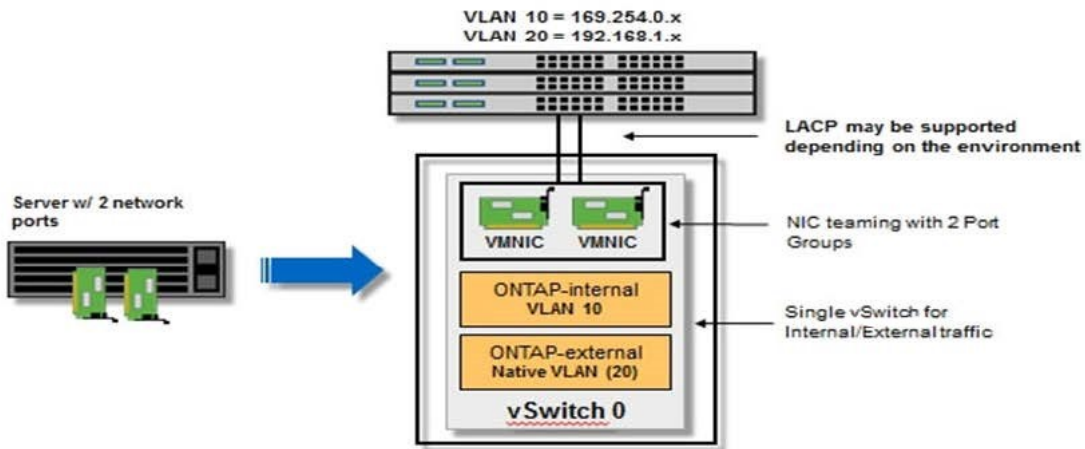 VLAN 10 = 169.254.0.x
VLAN 20 = 192.168.1.x
LACP may be supported
depending on the environment
Server w/ 2 network
ports
VMNIC
VMNIC
NIC teaming with 2 Port
Groups
ONTAP-internal
VLAN 10
Single vSwitch for
Internal/External traffic
ONTAP-external
Native VLAN (20)
vSwitch 0